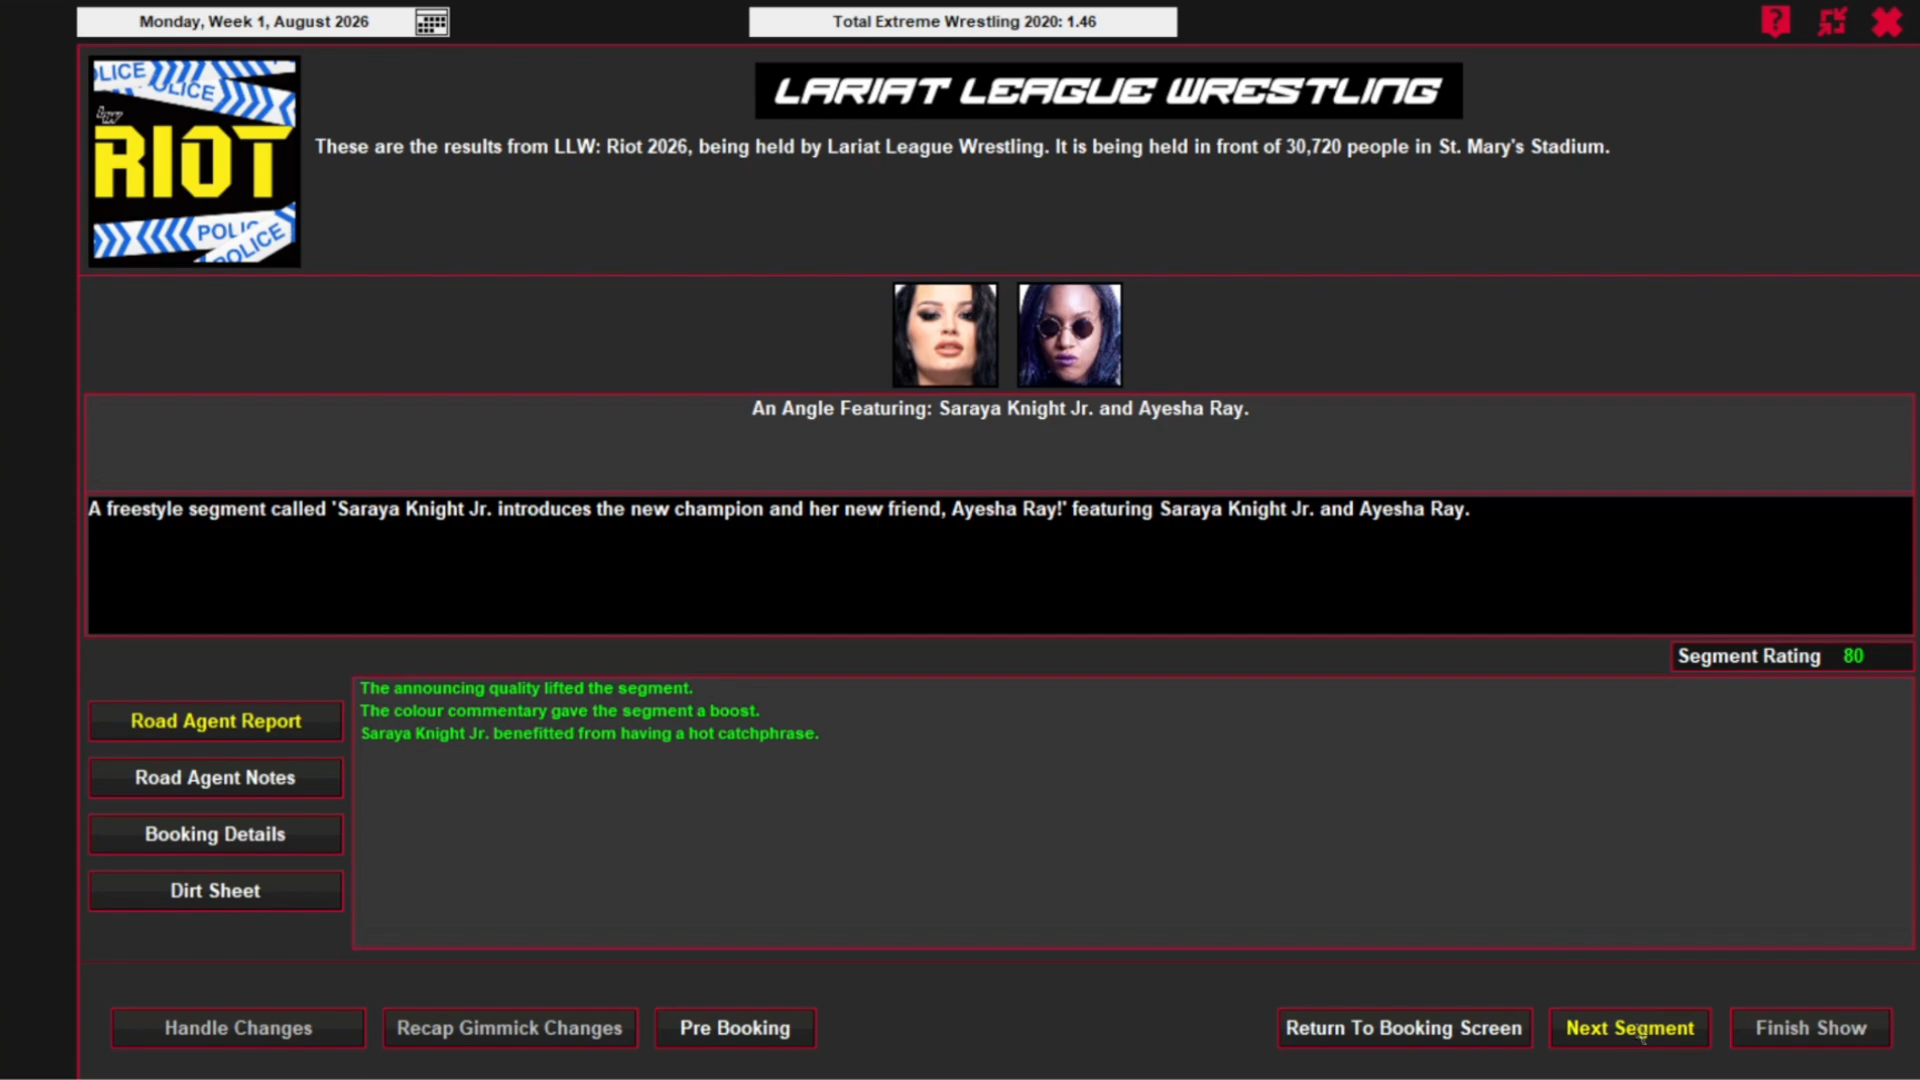 Monday, Week 1, August 2026
Total Extreme Wrestling 2020: 1.46
?
LICE
OLICE
LLW
RIOT
POLIC
POLICE
LARIAT LEAGUE WRESTLING
These are the results from LLW: Riot 2026, being held by Lariat League Wrestling. It is being held in front of 30,720 people in St. Mary's Stadium.
An Angle Featuring: Saraya Knight Jr. and Ayesha Ray.
A freestyle segment called 'Saraya Knight Jr. introduces the new champion and her new friend, Ayesha Ray!' featuring Saraya Knight Jr. and Ayesha Ray.
Segment Rating 80
Road Agent Report
Road Agent Notes
Booking Details
Dirt Sheet
The announcing quality lifted the segment.
The colour commentary gave the segment a boost.
Saraya Knight Jr. benefitted from having a hot catchphrase.
Handle Changes
Recap Gimmick Changes
Pre Booking
Return To Booking Screen
Next Segment
Finish Show